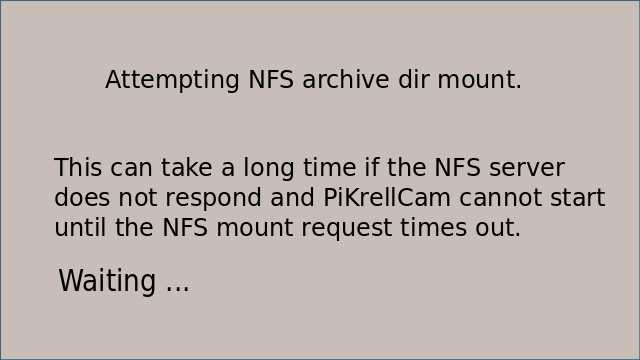 Attempting NFS archive dir mount.
This can take a long time if the NFS server
does not respond and PiKrellCam cannot start
until the NFS mount request times out.
Waiting ...